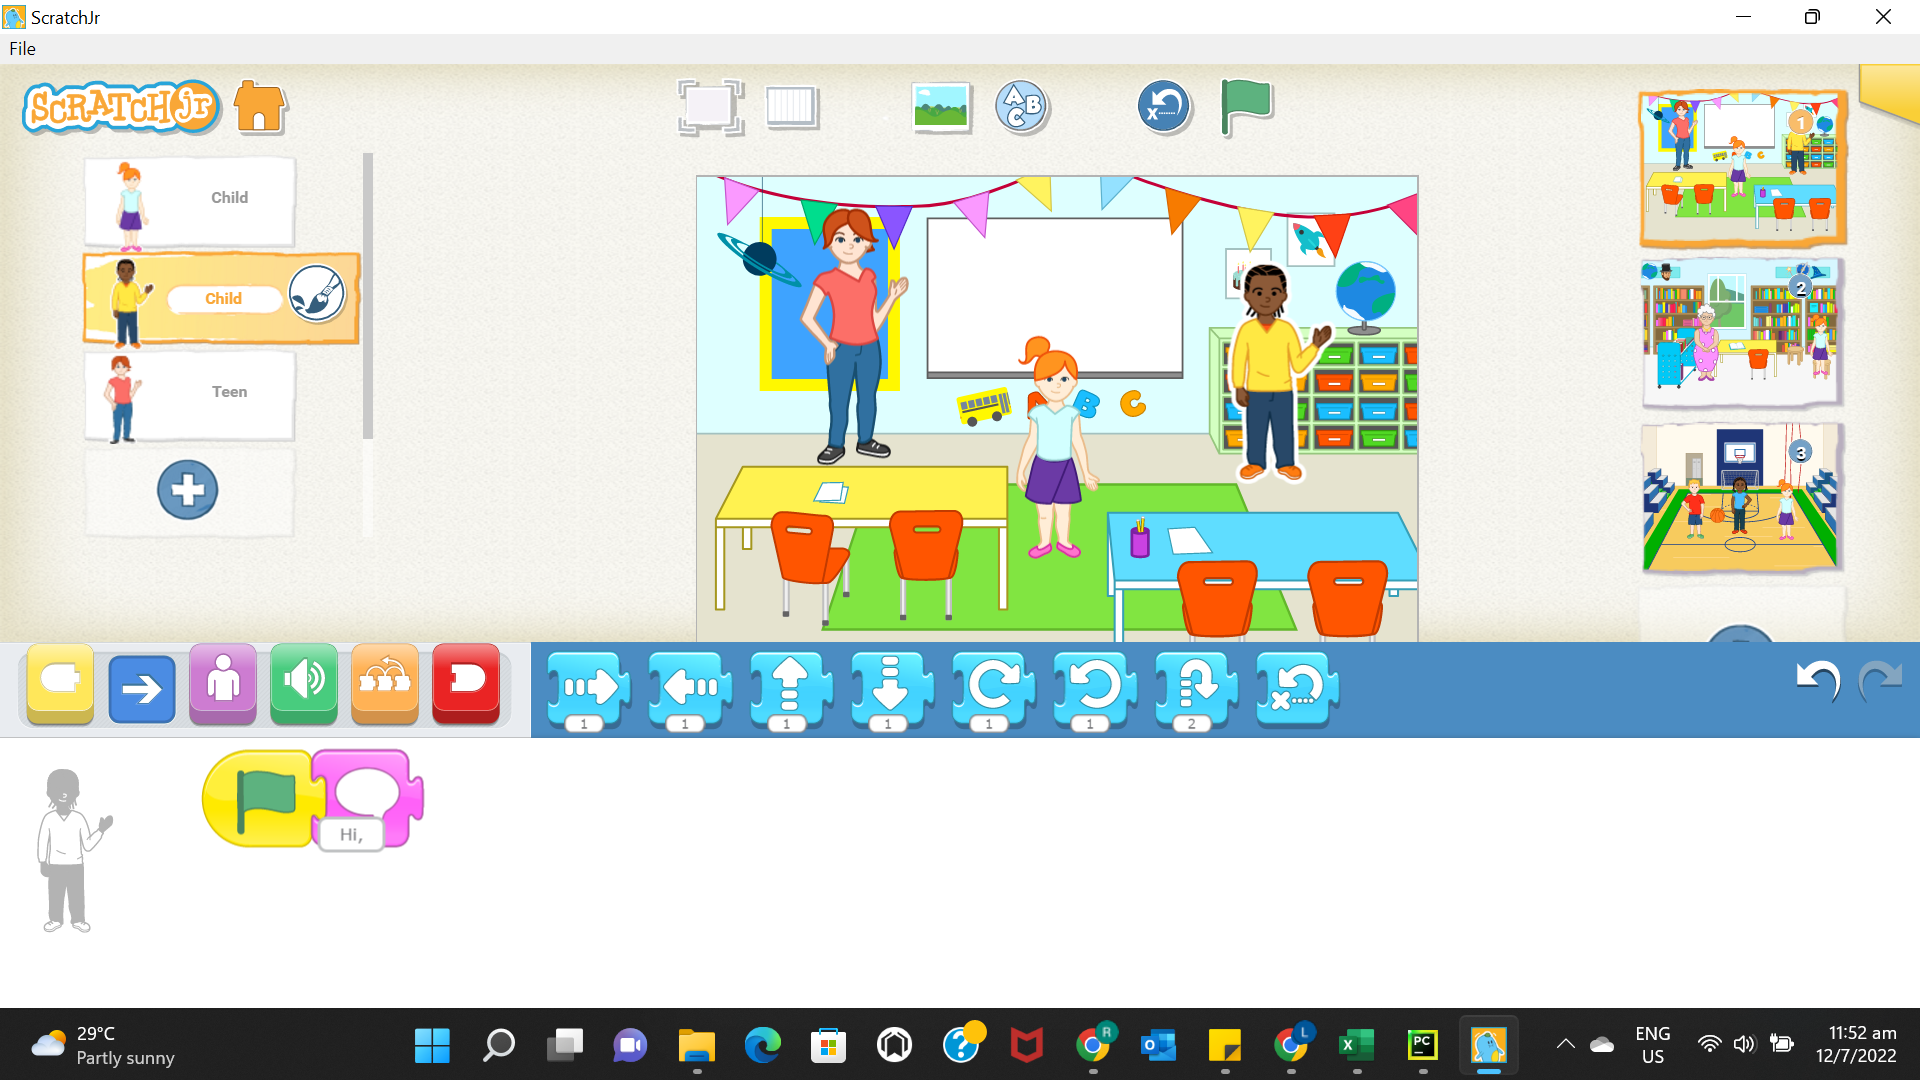 ScratchJr
File
SCRATCHJr
A B C
Child
Child
Teen
A B C
1
2
3
1 1 1 1 1 1 2
Hi,
29°C
Partly sunny
R
L
PC
ENG
US
11:52 am
12/7/2022